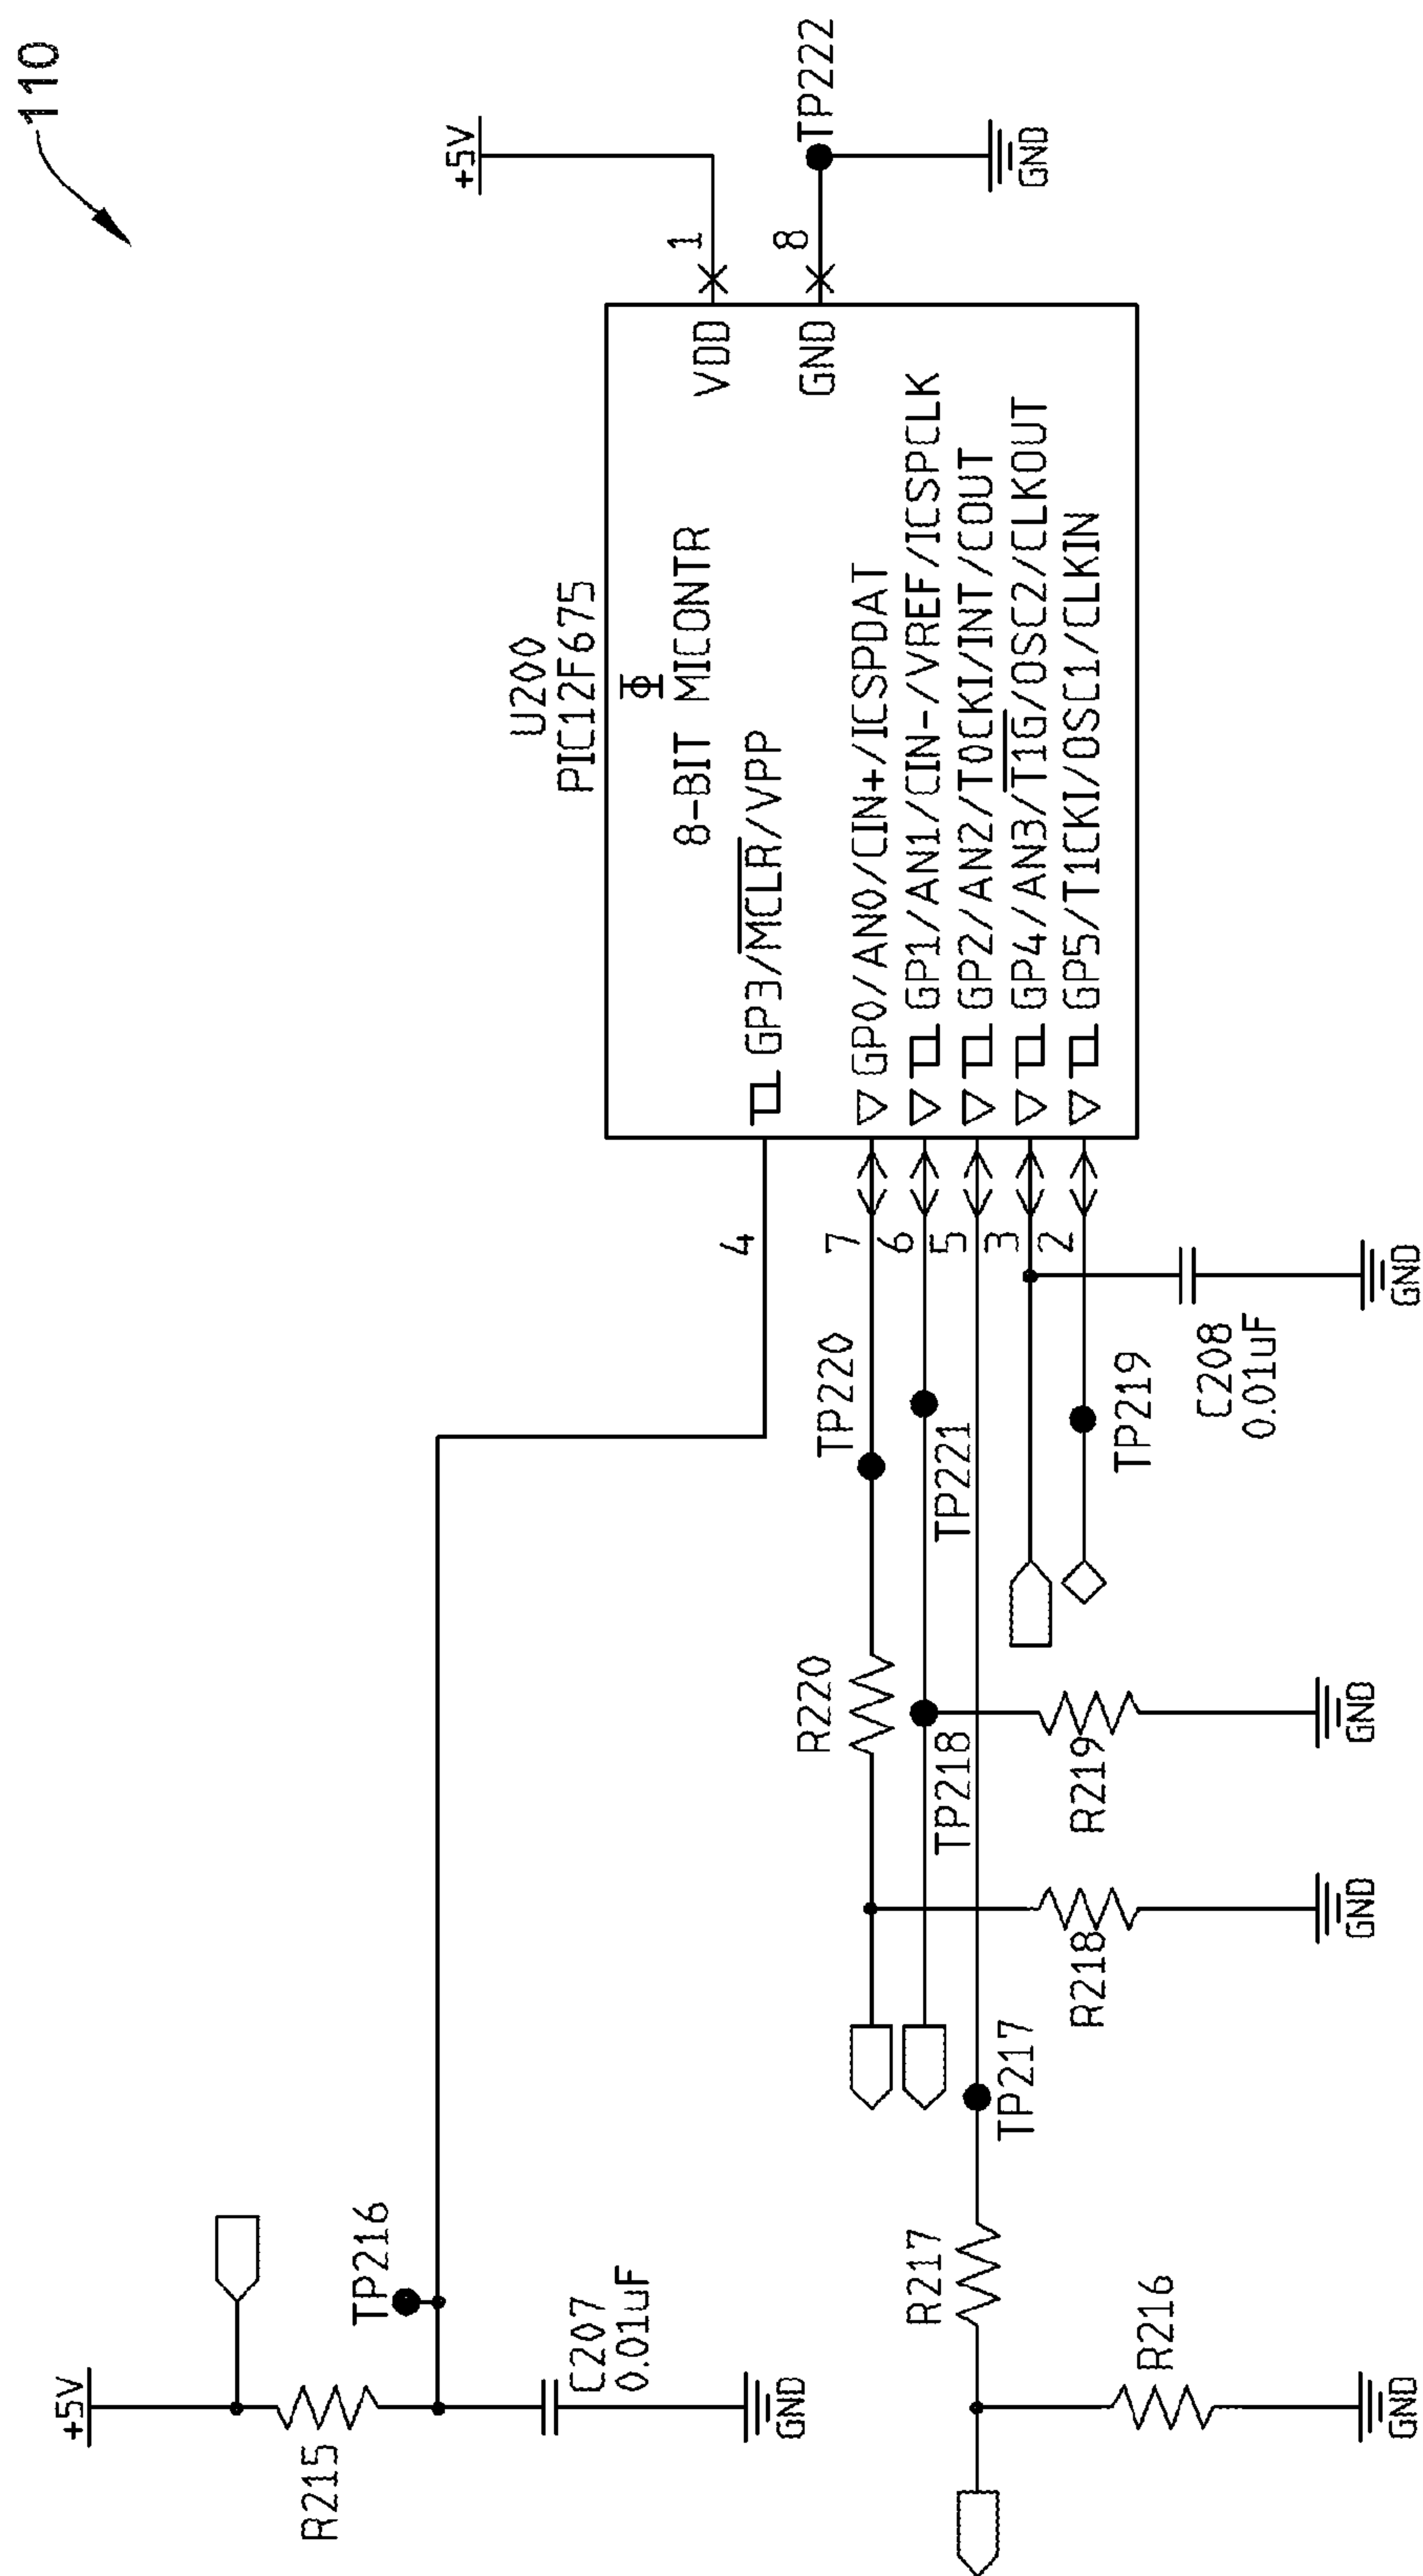 110
+5V
R215
TP216
C207
0.01uF
GND
4
U200
PIC12F675
Φ
8-BIT MICONTR
GP3/MCLR/VPP
VDD
1
+5V
GND
8
TP222
GND
R220
TP220
7
GP0/AN0/CIN+/ICSPDAT
TP218
TP221
6
GP1/AN1/CIN-/VREF/ICSPCLK
R217
TP217
5
GP2/AN2/T0CKI/INT/COUT
3
GP4/AN3/T1G/OSC2/CLKOUT
2
GP5/T1CKI/OSC1/CLKIN
R216
GND
R218
GND
R219
GND
TP219
C208
0.01uF
GND